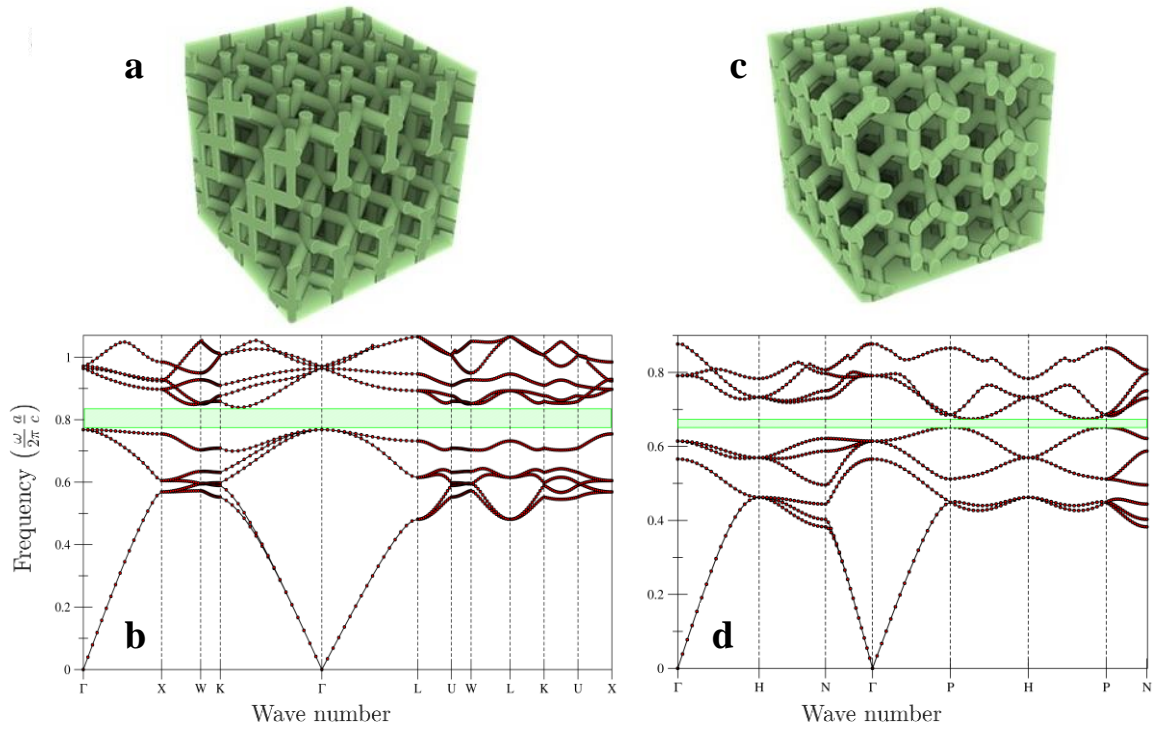 a
c
Frequency (ω/2π a/c)
1
0.8
0.6
0.4
0.2
0
b
Γ X W K Γ L U W L K U X
Wave number
0.8
0.6
0.4
0.2
0
d
Γ H N Γ P H P N
Wave number